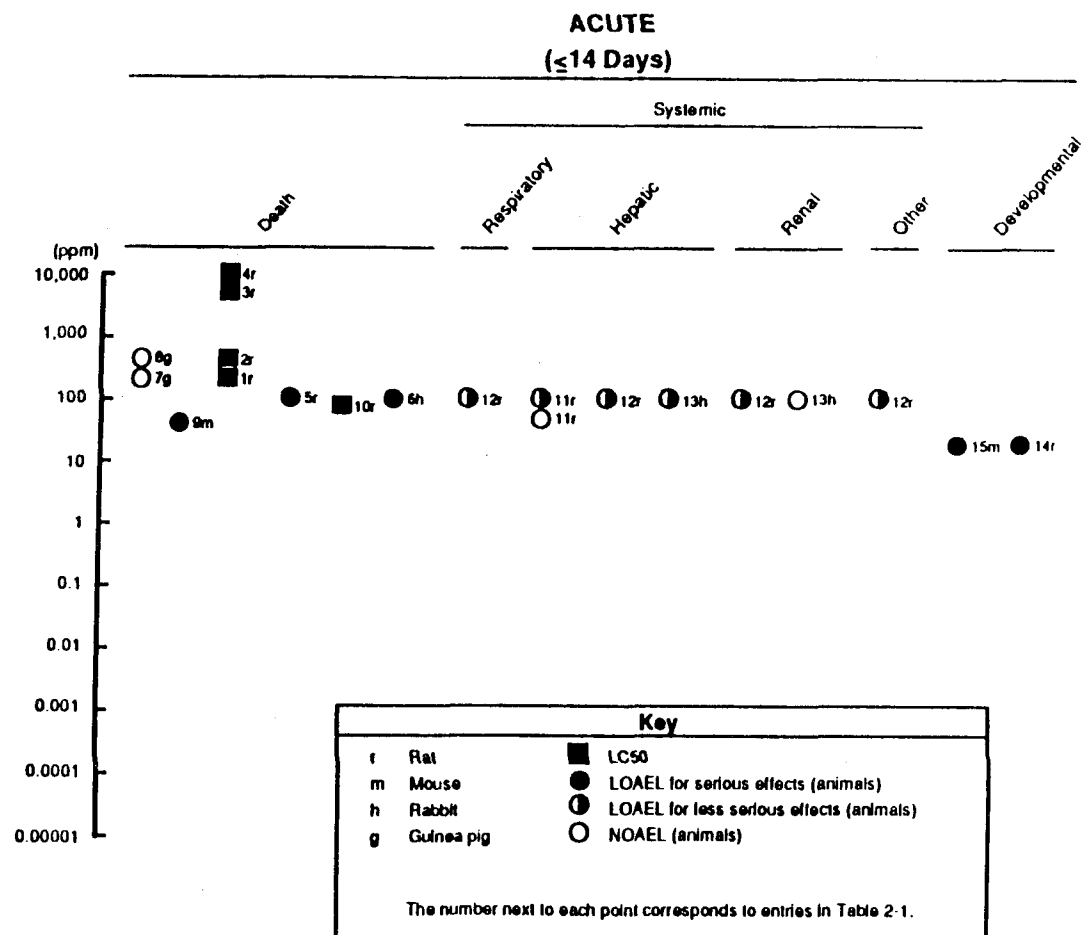 ACUTE
(≤14 Days)
Systemic
Death
Respiratory
Hepatic
Renal
Other
Developmental
(ppm)
10,000
4r
3r
1,000
8g
2r
7g
1r
100
5r
10r
6h
12r
11r
12r
13h
12r
13h
12r
11r
9m
10
15m
14r
1
0.1
0.01
0.001
0.0001
0.00001
Key
r Rat LC50
m Mouse LOAEL for serious effects (animals)
h Rabbit LOAEL for less serious effects (animals)
g Guinea pig NOAEL (animals)
The number next to each point corresponds to entries in Table 2-1.